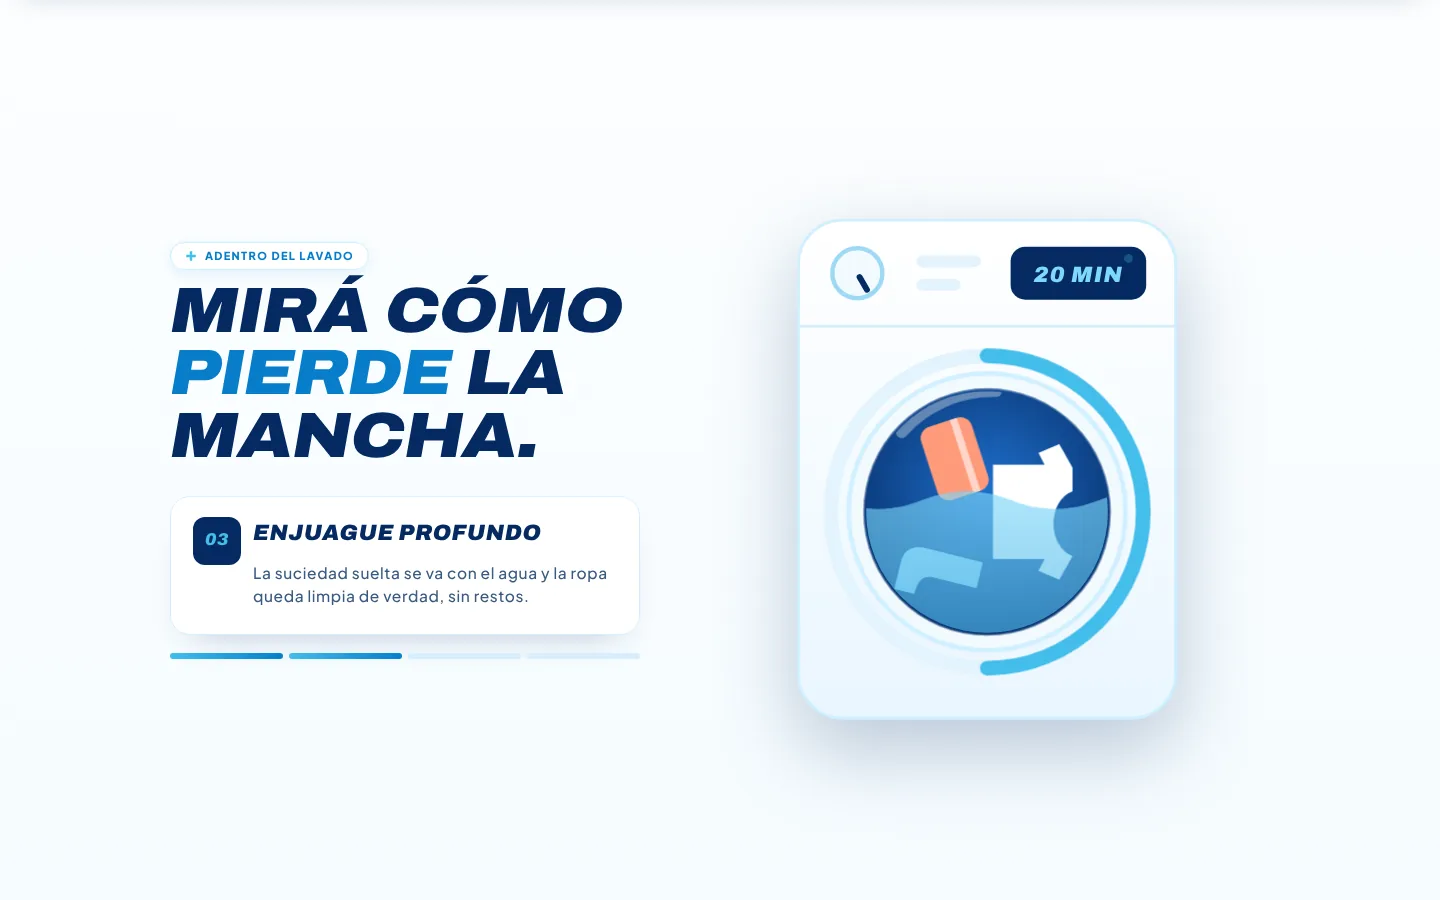 ADENTRO DEL LAVADO
MIRÁ CÓMO
PIERDE LA
MANCHA.
03
ENJUAGUE PROFUNDO
La suciedad suelta se va con el agua y la ropa
queda limpia de verdad, sin restos.
20 MIN